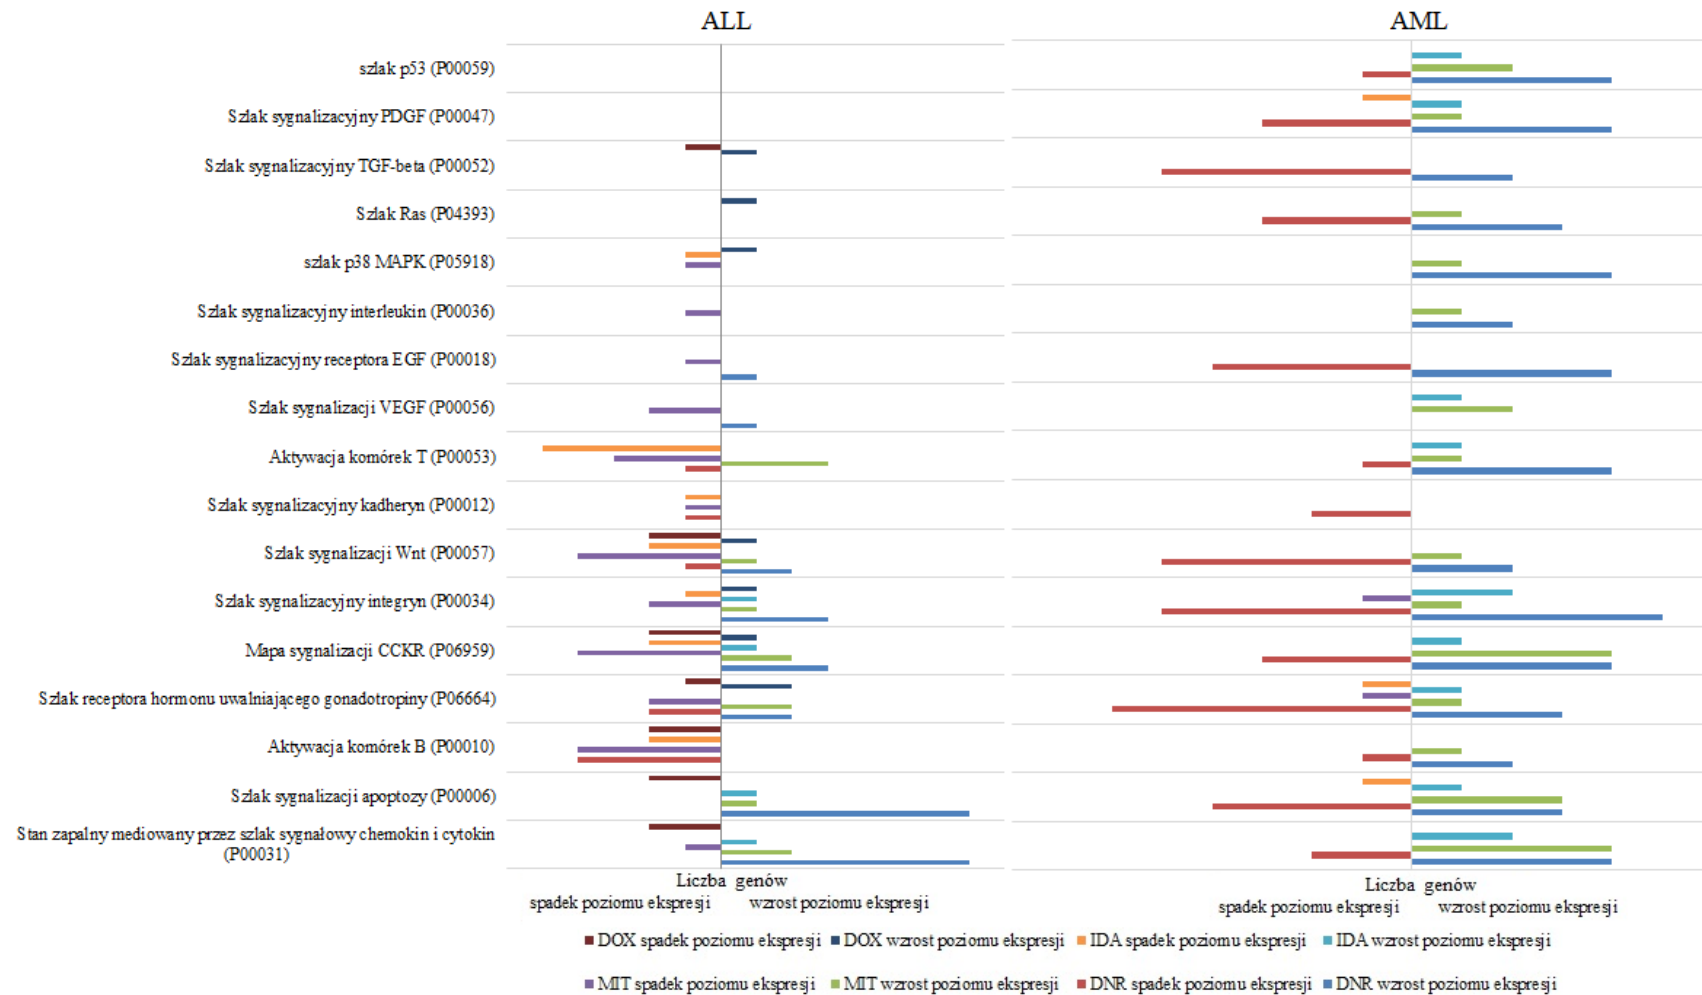 ALL
AML
szlak p53 (P00059)
Szlak sygnalizacyjny PDGF (P00047)
Szlak sygnalizacyjny TGF-beta (P00052)
Szlak Ras (P04393)
szlak p38 MAPK (P05918)
Szlak sygnalizacyjny interleukin (P00036)
Szlak sygnalizacyjny receptora EGF (P00018)
Szlak sygnalizacji VEGF (P00056)
Aktywacja komórek T (P00053)
Szlak sygnalizacyjny kadheryn (P00012)
Szlak sygnalizacji Wnt (P00057)
Szlak sygnalizacyjny integryn (P00034)
Mapa sygnalizacji CCKR (P06959)
Szlak receptora hormonu uwalniającego gonadotropiny (P06664)
Aktywacja komórek B (P00010)
Szlak sygnalizacji apoptozy (P00006)
Stan zapalny mediowany przez szlak sygnałowy chemokin i cytokin
(P00031)
Liczba genów
spadek poziomu ekspresji wzrost poziomu ekspresji
Liczba genów
spadek poziomu ekspresji wzrost poziomu ekspresji
DOX spadek poziomu ekspresji DOX wzrost poziomu ekspresji IDA spadek poziomu ekspresji IDA wzrost poziomu ekspresji
MIT spadek poziomu ekspresji MIT wzrost poziomu ekspresji DNR spadek poziomu ekspresji DNR wzrost poziomu ekspresji